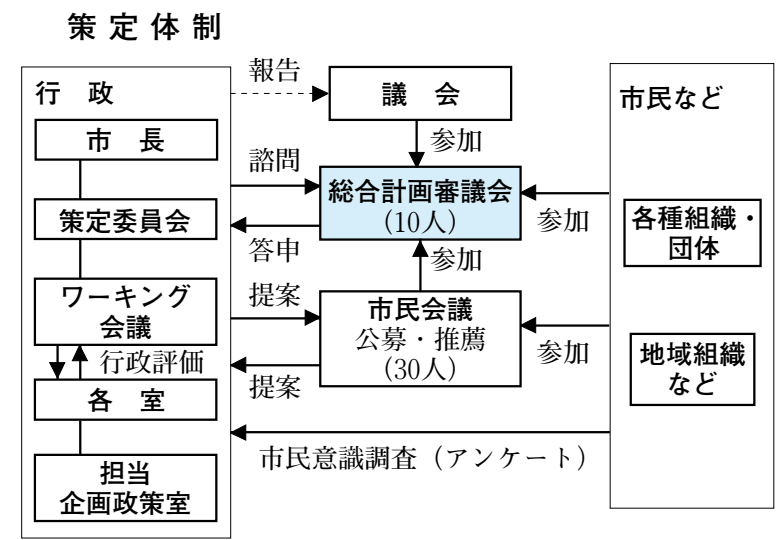 策定体制
行政
市長
策定委員会
ワーキング
会議
行政評価
各室
担当
企画政策室
報告
諮問
答申
提案
提案
議会
参加
総合計画審議会
(10人)
参加
市民会議
公募・推薦
(30人)
参加
参加
市民意識調査(アンケート)
市民など
各種組織・
団体
地域組織
など